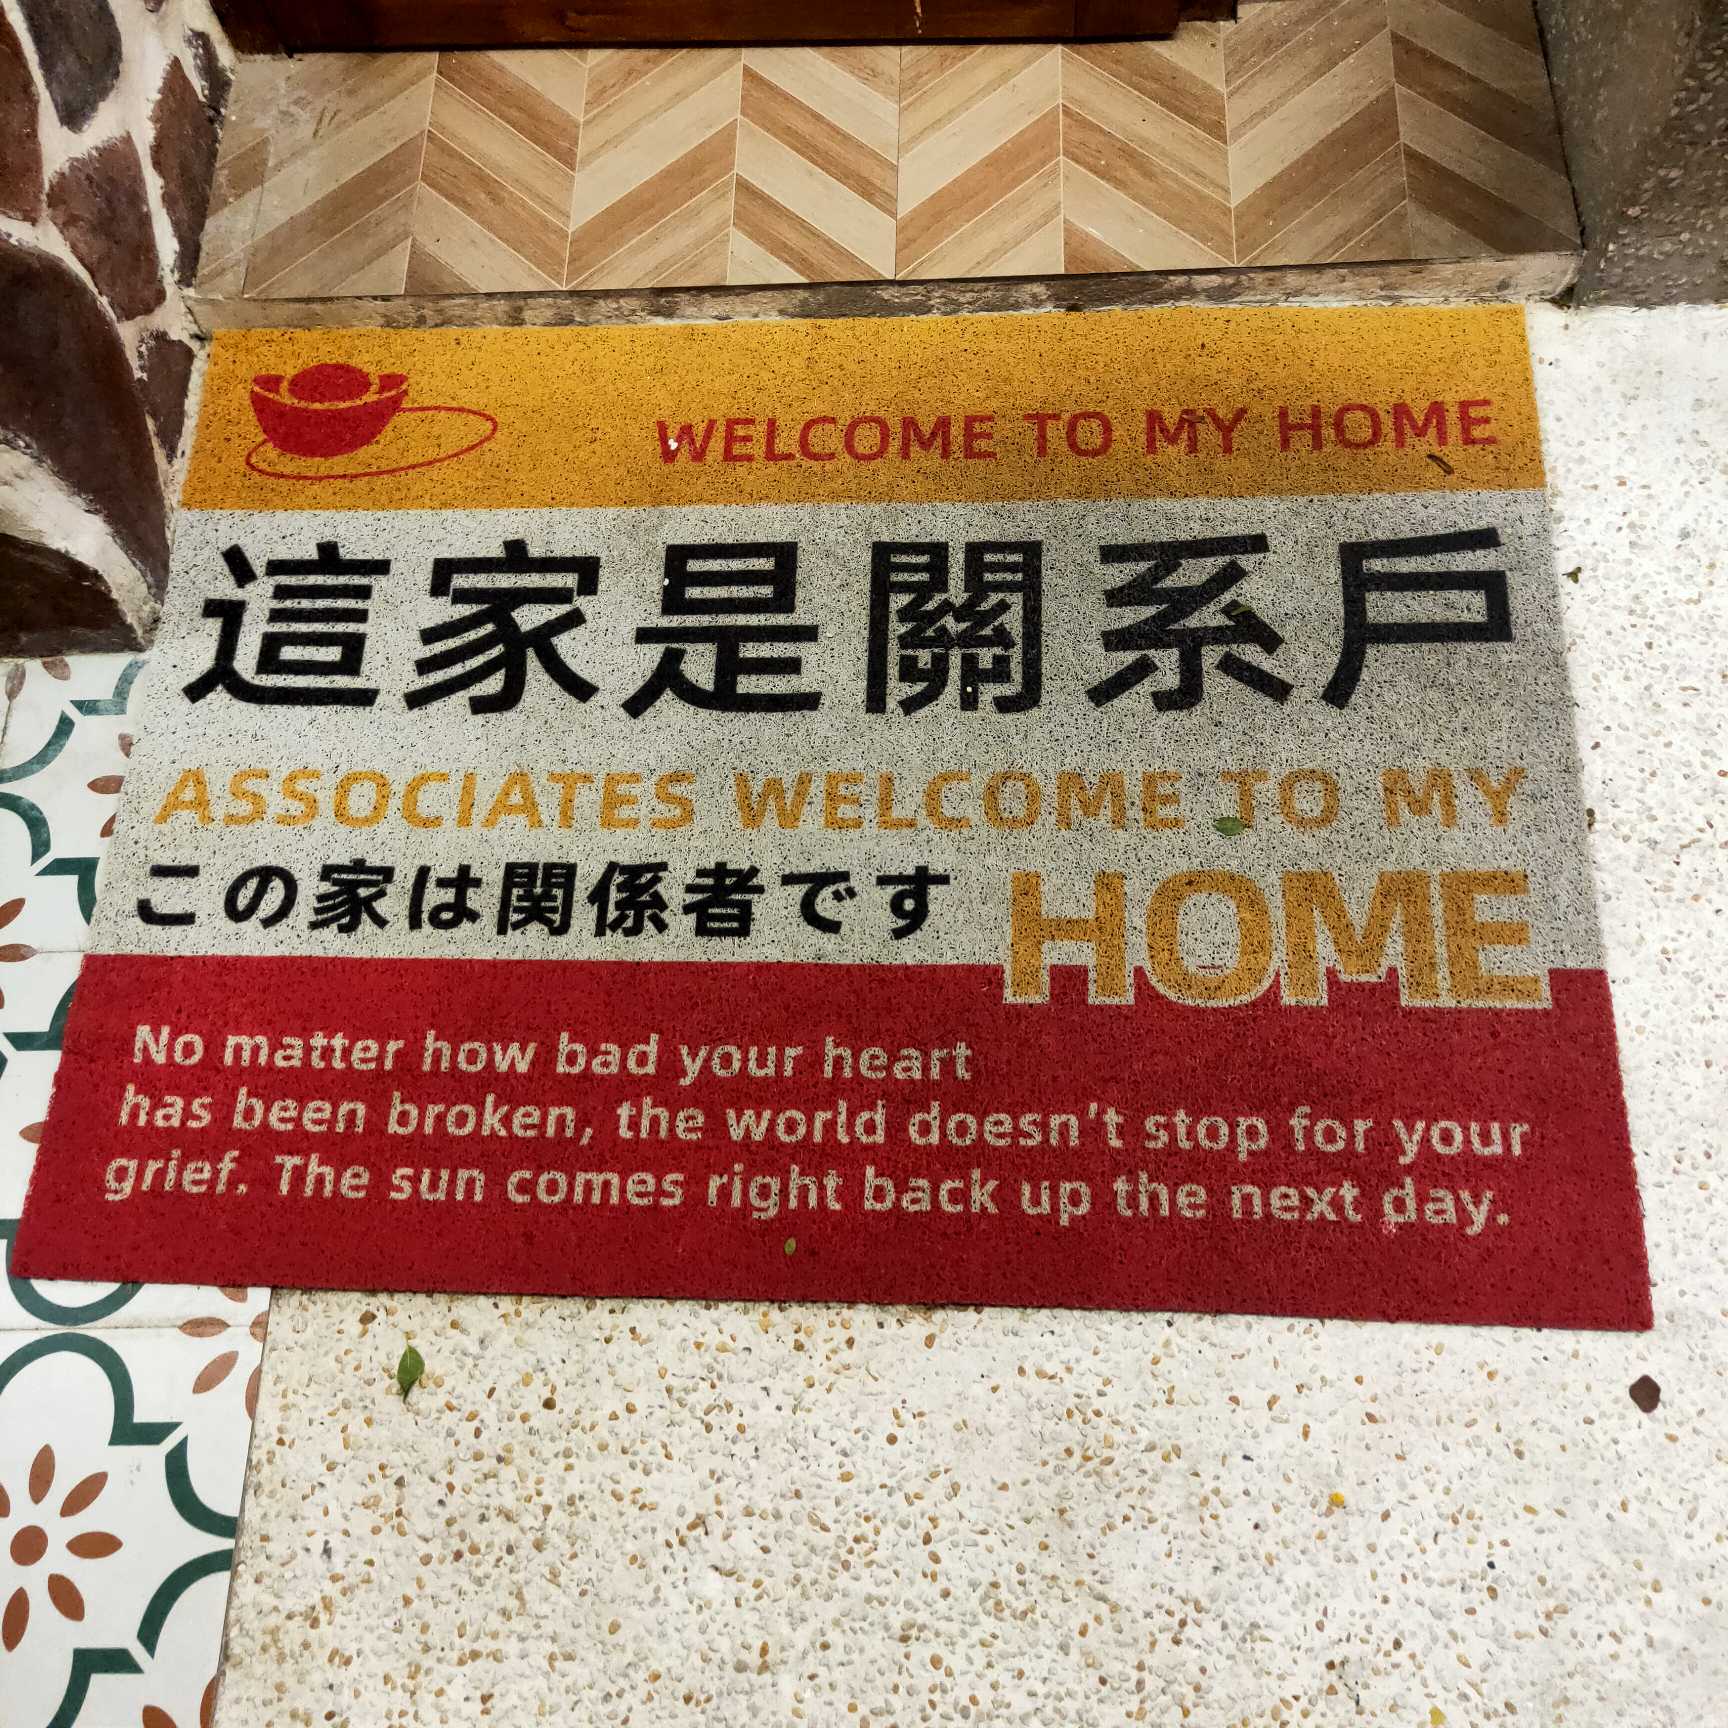 WELCOME TO MY HOME
這家是關系戶
ASSOCIATES WELCOME TO MY
この家は関係者です
HOME
No matter how bad your heart
has been broken, the world doesn't stop for your
grief. The sun comes right back up the next day.